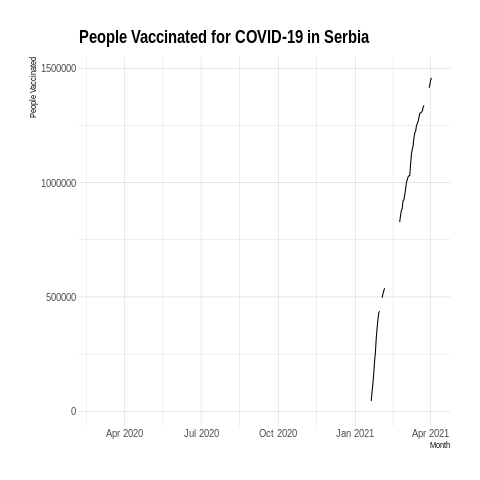 People Vaccinated for COVID-19 in Serbia
People Vaccinated
1500000
1000000
500000
0
Apr 2020 Jul 2020 Oct 2020 Jan 2021 Apr 2021
Month